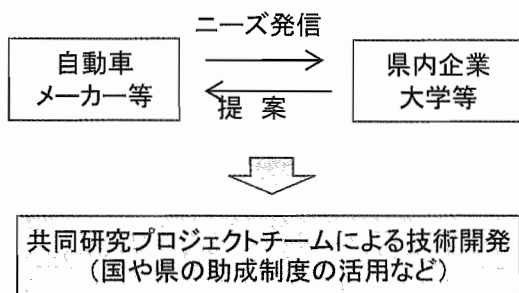 ニーズ発信
自動車
メーカー等
県内企業
大学等
提 案
共同研究プロジェクトチームによる技術開発
(国や県の助成制度の活用など)